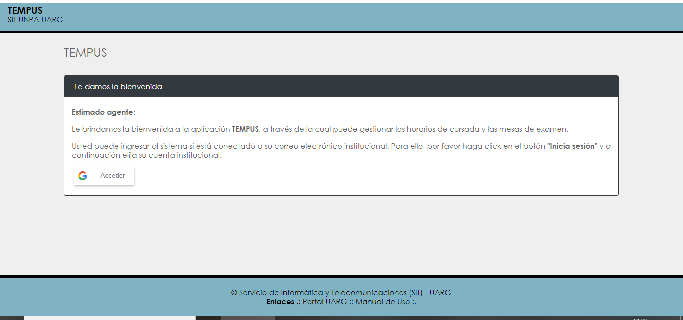 TEMPUS
SIT UNPA UARG
TEMPUS
Le damos la bienvenida
Estimado agente:
Le brindamos la bienvenida a la aplicación TEMPUS, a través de la cual puede gestionar los horarios de cursada y las mesas de examen.
Usted puede ingresar al sistema si está conectado a su correo electrónico institucional. Para ello, por favor haga click en el botón "Inicia sesión" y a
continuación elija su cuenta institucional.
Acceder
© Servicio de Informática y Telecomunicaciones (SIT) - UARG
Enlaces .: Portal UARG :: Manual de Uso :.